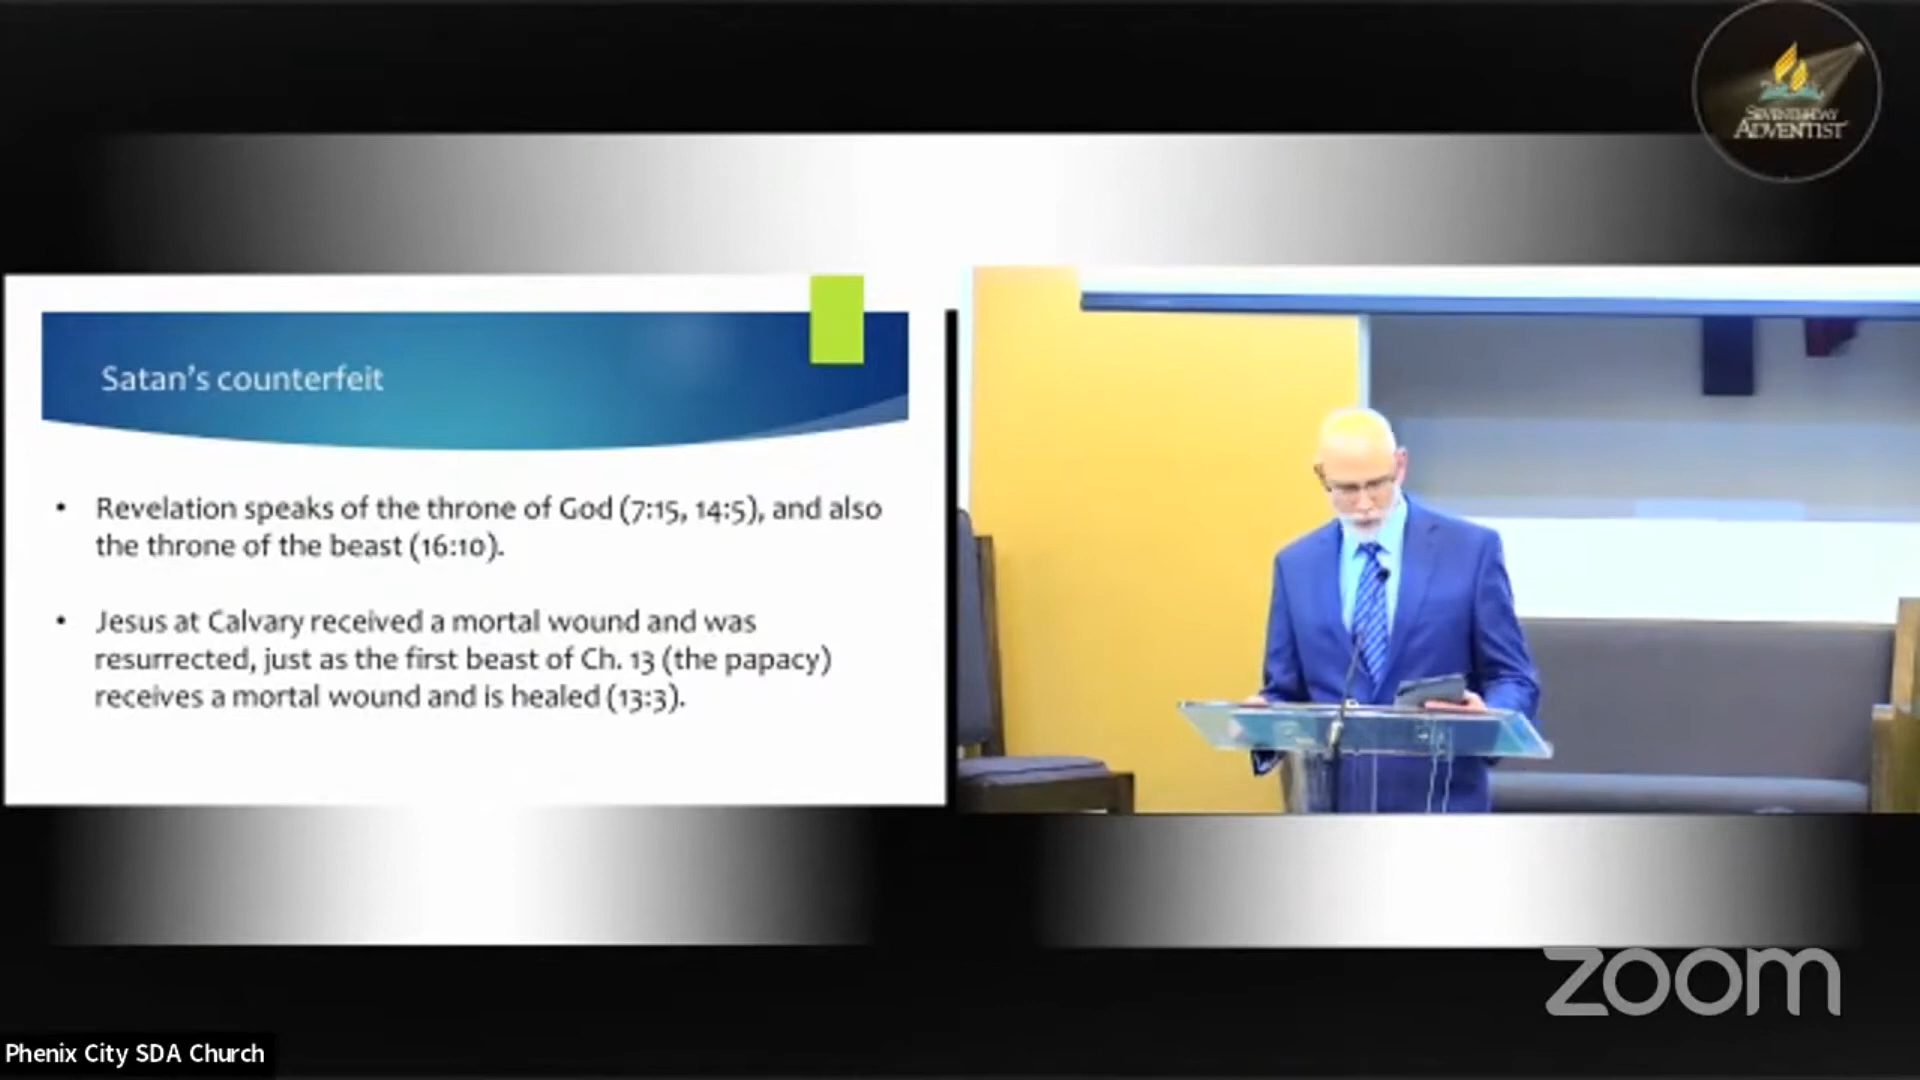 SEVENTH-DAY
ADVENTIST
Satan's counterfeit
• Revelation speaks of the throne of God (7:15, 14:5), and also
the throne of the beast (16:10).
• Jesus at Calvary received a mortal wound and was
resurrected, just as the first beast of Ch. 13 (the papacy)
receives a mortal wound and is healed (13:3).
zoom
Phenix City SDA Church